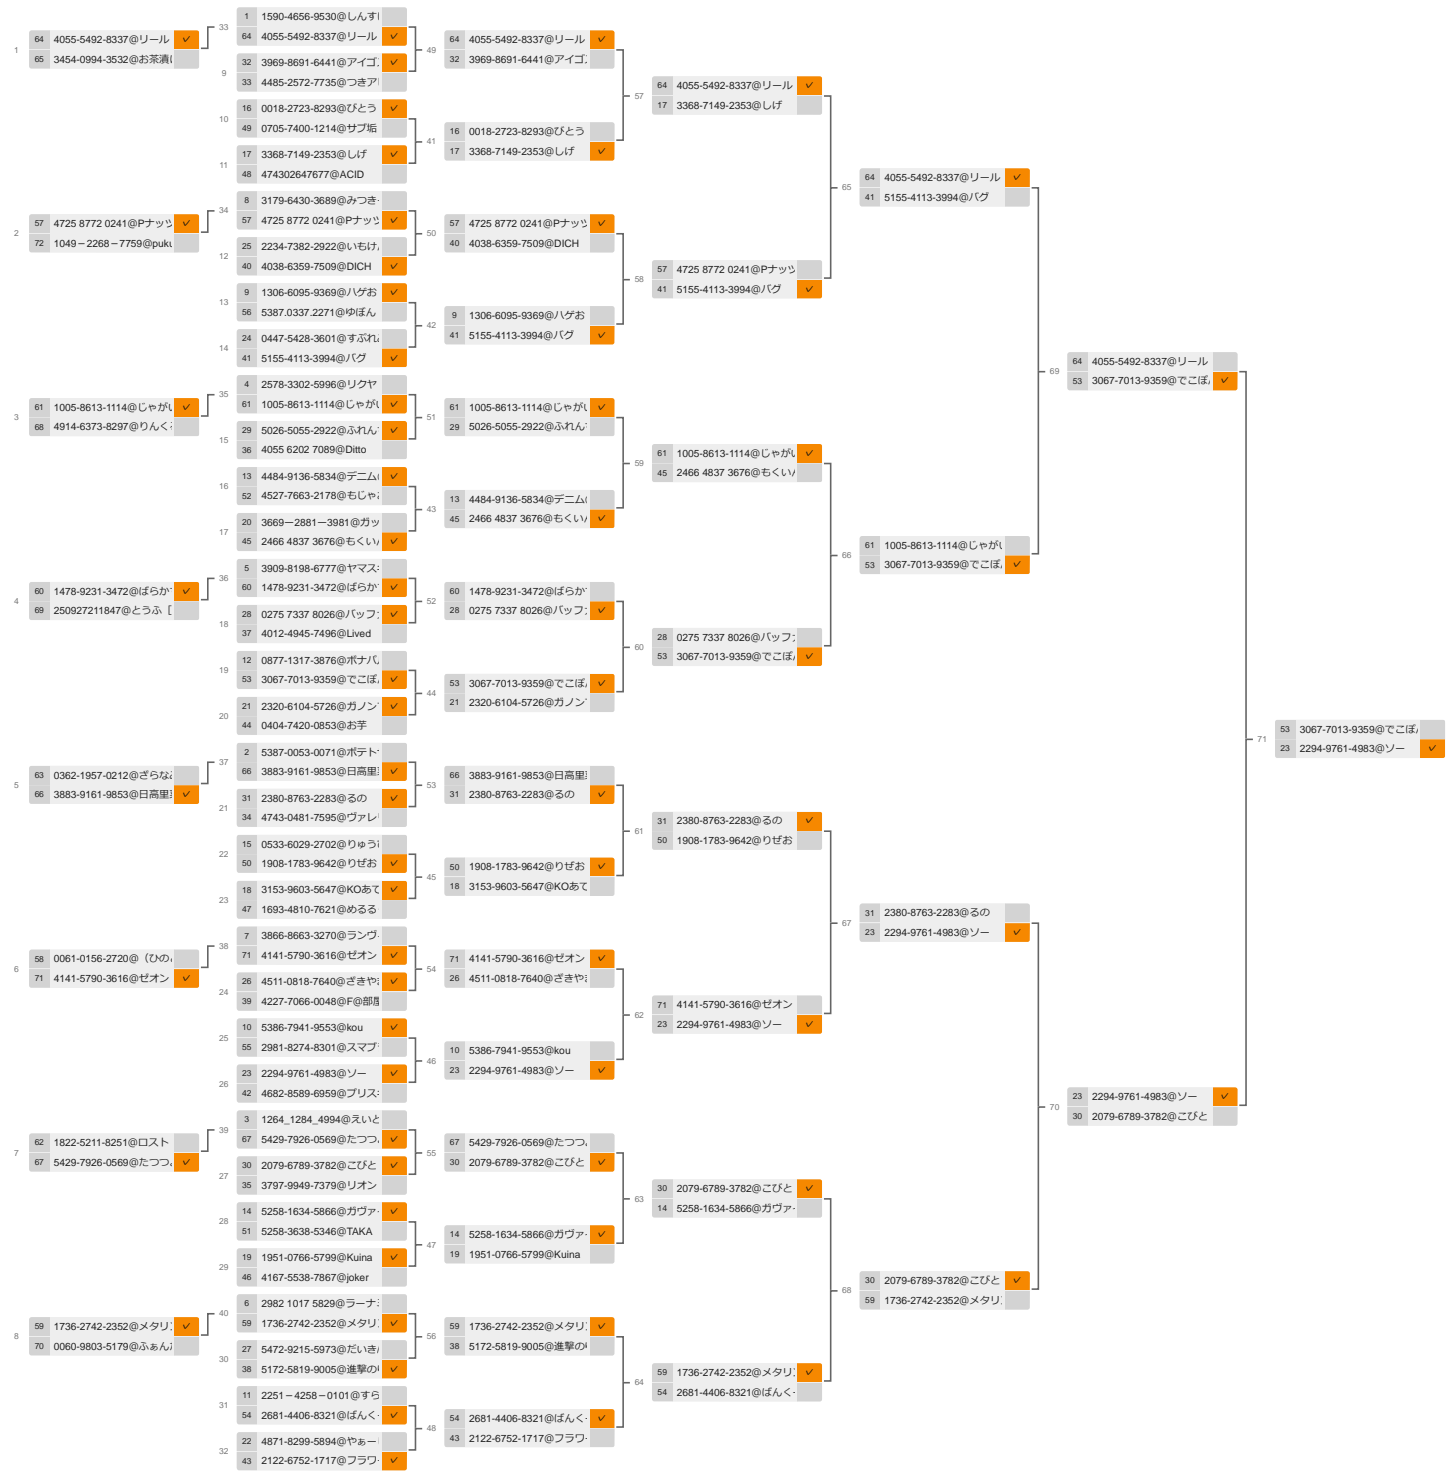 1
64 4055-5492-8337@リール
65 3454-0994-3532@お茶漬
2
57 4725 8772 0241@Pナッツ
72 1049−2268−7759@puk
3
61 1005-8613-1114@じゃが
68 4914-6373-8297@りんく
4
60 1478-9231-3472@ばらか
69 250927211847@とうふ
5
63 0362-1957-0212@ざらな
66 3883-9161-9853@日高里
6
58 0061-0156-2720@（ひの
71 4141-5790-3616@ゼオン
7
62 1822-5211-8251@ロスト
67 5429-7926-0569@たつつ
8
59 1736-2742-2352@メタリ
70 0060-9803-5179@ふぁん
33
1 1590-4656-9530@しんす
64 4055-5492-8337@リール
9
32 3969-8691-6441@アイゴ
33 4485-2572-7735@つきア
10
16 0018-2723-8293@びとう
49 0705-7400-1214@サブ垢
11
17 3368-7149-2353@しげ
48 474302647677@ACID
34
8 3179-6430-3689@みつき
57 4725 8772 0241@Pナッツ
12
25 2234-7382-2922@いもけ
40 4038-6359-7509@DICH
13
9 1306-6095-9369@ハゲお
56 5387.0337.2271@ゆぼん
14
24 0447-5428-3601@すぶれ
41 5155-4113-3994@バグ
35
4 2578-3302-5996@リクヤ
61 1005-8613-1114@じゃが
15
29 5026-5055-2922@ふれん
36 4055 6202 7089@Ditto
16
13 4484-9136-5834@デニム
52 4527-7663-2178@もじゃ
17
20 3669ー2881ー3981@ガッ
45 2466 4837 3676@もくい
36
5 3909-8198-6777@ヤマス
60 1478-9231-3472@ばらか
18
28 0275 7337 8026@バッフ
37 4012-4945-7496@Lived
19
12 0877-1317-3876@ボナパ
53 3067-7013-9359@でこぽ
20
21 2320-6104-5726@ガノン
44 0404-7420-0853@お芋
37
2 5387-0053-0071@ポテト
66 3883-9161-9853@日高里
21
31 2380-8763-2283@るの
34 4743-0481-7595@ヴァレ
22
15 0533-6029-2702@りゅう
50 1908-1783-9642@りぜお
23
18 3153-9603-5647@KOあて
47 1693-4810-7621@めるる
38
7 3866-8663-3270@ランヴ
71 4141-5790-3616@ゼオン
24
26 4511-0818-7640@ざきや
39 4227-7066-0048@F@部
25
10 5386-7941-9553@kou
55 2981-8274-8301@スマブ
26
23 2294-9761-4983@ソー
42 4682-8589-6959@プリス
39
3 1264_1284_4994@えいと
67 5429-7926-0569@たつつ
27
30 2079-6789-3782@こびと
35 3797-9949-7379@リオン
28
14 5258-1634-5866@ガヴァ
51 5258-3638-5346@TAKA
29
19 1951-0766-5799@Kuina
46 4167-5538-7867@joker
40
6 2982 1017 5829@ラーナ
59 1736-2742-2352@メタリ
30
27 5472-9215-5973@だいき
38 5172-5819-9005@進撃の
31
11 2251−4258−0101@すら
54 2681-4406-8321@ばんく
32
22 4871-8299-5894@やぁー
43 2122-6752-1717@フラワ
49
64 4055-5492-8337@リール
32 3969-8691-6441@アイゴ
41
16 0018-2723-8293@びとう
17 3368-7149-2353@しげ
50
57 4725 8772 0241@Pナッツ
40 4038-6359-7509@DICH
42
9 1306-6095-9369@ハゲお
41 5155-4113-3994@バグ
51
61 1005-8613-1114@じゃが
29 5026-5055-2922@ふれん
43
13 4484-9136-5834@デニム
45 2466 4837 3676@もくい
52
60 1478-9231-3472@ばらか
28 0275 7337 8026@バッフ
44
53 3067-7013-9359@でこぽ
21 2320-6104-5726@ガノン
53
66 3883-9161-9853@日高里
31 2380-8763-2283@るの
45
50 1908-1783-9642@りぜお
18 3153-9603-5647@KOあて
54
71 4141-5790-3616@ゼオン
26 4511-0818-7640@ざきや
46
10 5386-7941-9553@kou
23 2294-9761-4983@ソー
55
67 5429-7926-0569@たつつ
30 2079-6789-3782@こびと
47
14 5258-1634-5866@ガヴァ
19 1951-0766-5799@Kuina
56
59 1736-2742-2352@メタリ
38 5172-5819-9005@進撃の
48
54 2681-4406-8321@ばんく
43 2122-6752-1717@フラワ
57
64 4055-5492-8337@リール
17 3368-7149-2353@しげ
58
57 4725 8772 0241@Pナッツ
41 5155-4113-3994@バグ
59
61 1005-8613-1114@じゃが
45 2466 4837 3676@もくい
60
28 0275 7337 8026@バッフ
53 3067-7013-9359@でこぽ
61
31 2380-8763-2283@るの
50 1908-1783-9642@りぜお
62
71 4141-5790-3616@ゼオン
23 2294-9761-4983@ソー
63
30 2079-6789-3782@こびと
14 5258-1634-5866@ガヴァ
64
59 1736-2742-2352@メタリ
54 2681-4406-8321@ばんく
65
64 4055-5492-8337@リール
41 5155-4113-3994@バグ
66
61 1005-8613-1114@じゃが
53 3067-7013-9359@でこぽ
67
31 2380-8763-2283@るの
23 2294-9761-4983@ソー
68
30 2079-6789-3782@こびと
59 1736-2742-2352@メタリ
69
64 4055-5492-8337@リール
53 3067-7013-9359@でこぽ
70
23 2294-9761-4983@ソー
30 2079-6789-3782@こびと
71
53 3067-7013-9359@でこぽ
23 2294-9761-4983@ソー